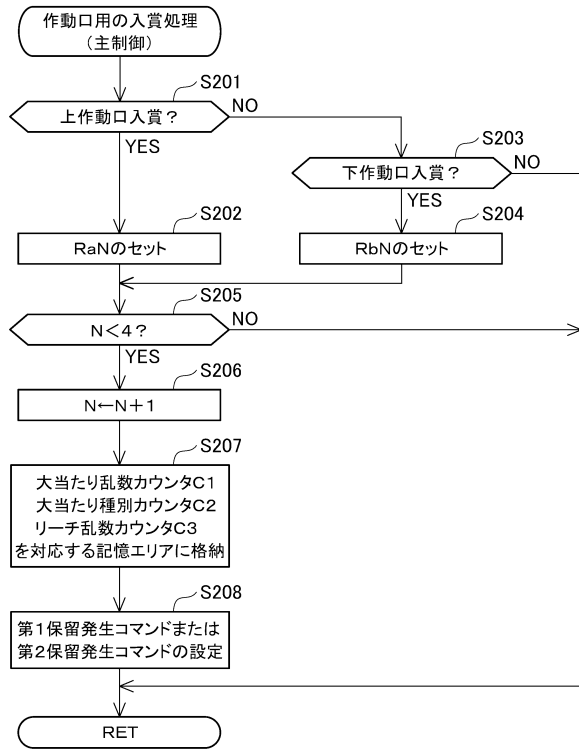 作動口用の入賞処理
（主制御）
S201
上作動口入賞？
NO
YES
S203
下作動口入賞？
NO
YES
S202
RaNのセット
S204
RbNのセット
S205
N＜4？
NO
YES
S206
N←N＋1
S207
大当たり乱数カウンタC1
大当たり種別カウンタC2
リーチ乱数カウンタC3
を対応する記憶エリアに格納
S208
第1保留発生コマンドまたは
第2保留発生コマンドの設定
RET